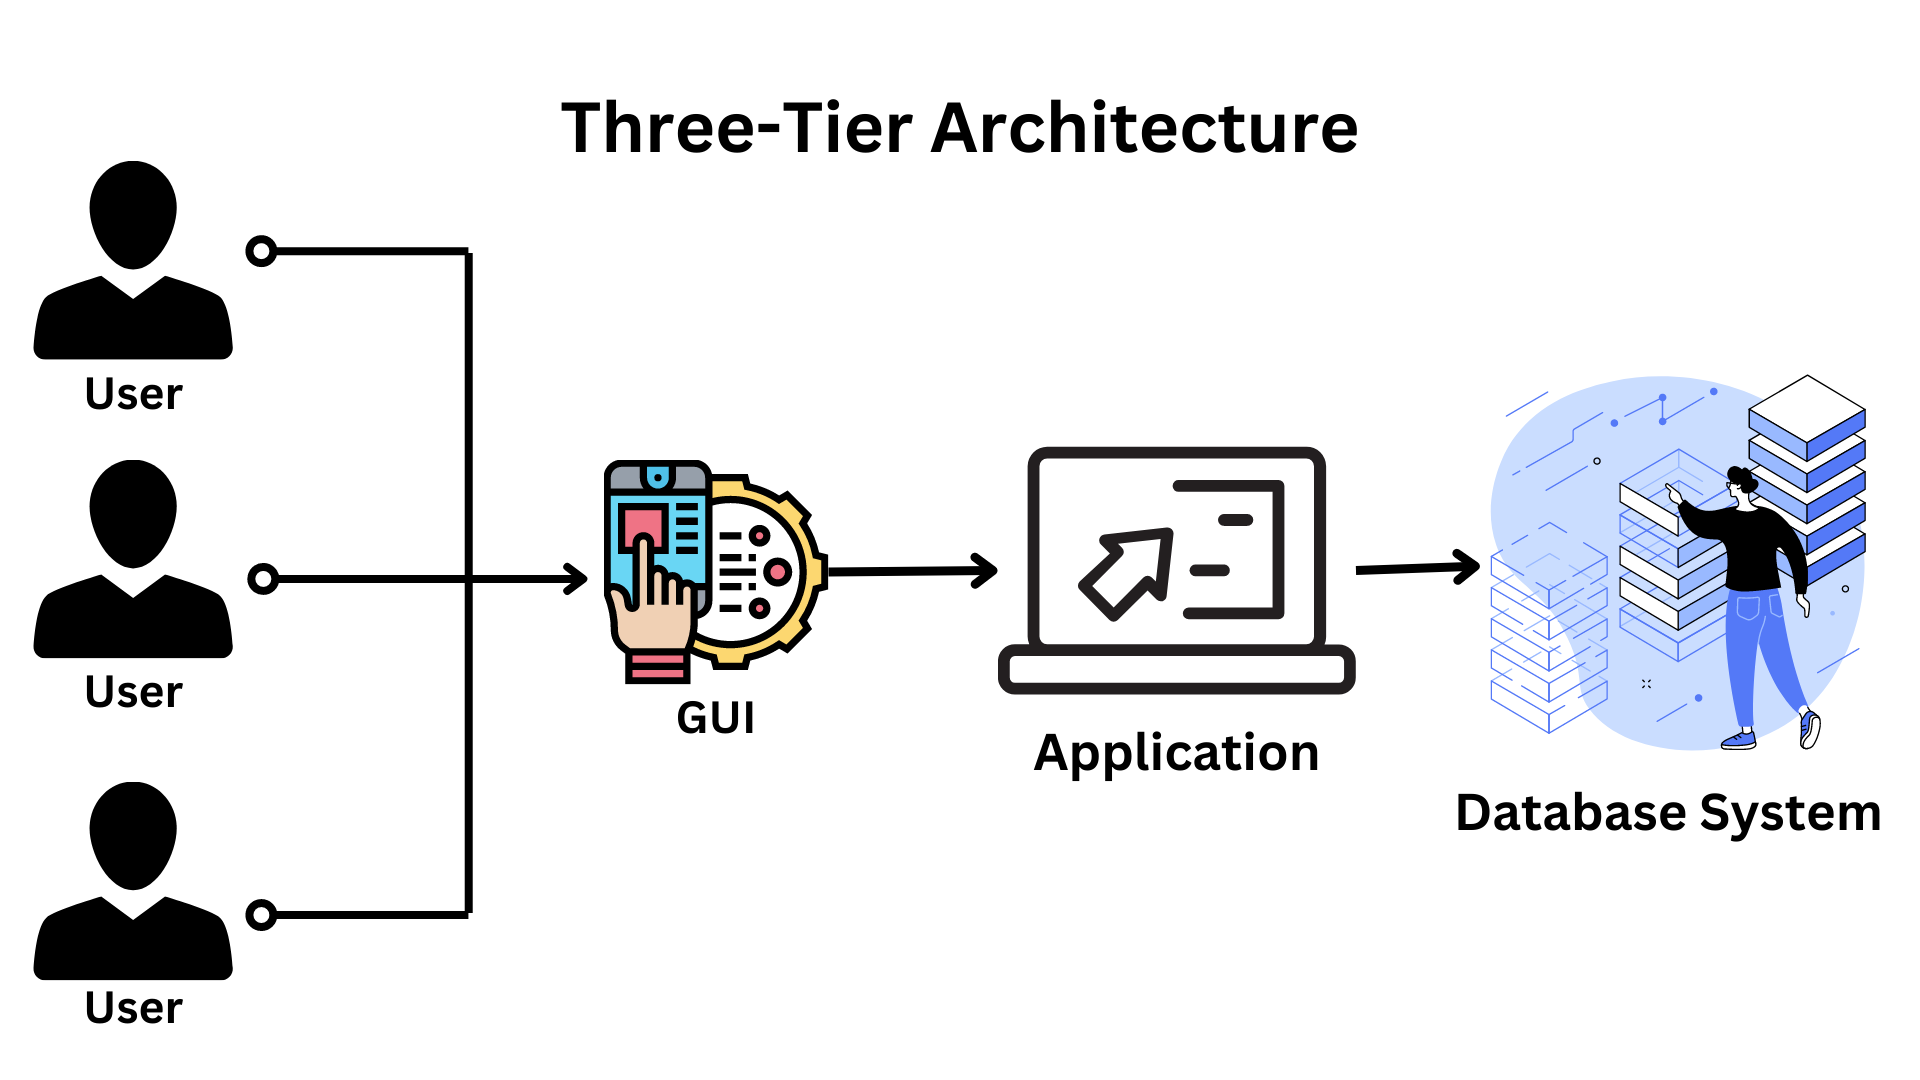 Three-Tier Architecture
User
User
User
GUI
Application
Database System